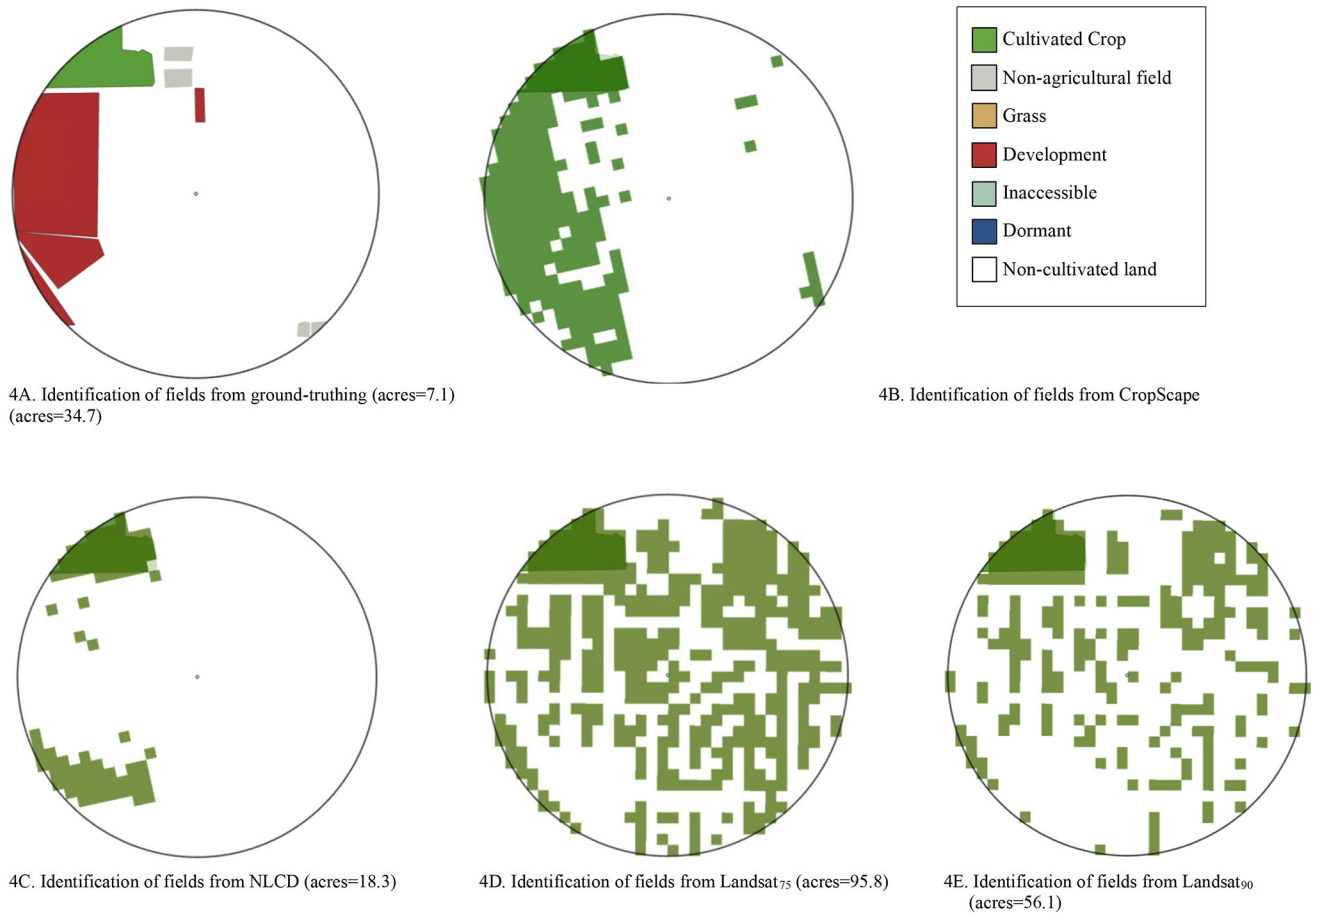 Cultivated Crop
Non-agricultural field
Grass
Development
Inaccessible
Dormant
Non-cultivated land
4A. Identification of fields from ground-truthing (acres=7.1)
(acres=34.7)
4B. Identification of fields from CropScape
4C. Identification of fields from NLCD (acres=18.3)
4D. Identification of fields from Landsat₇₅ (acres=95.8)
4E. Identification of fields from Landsat₉₀
(acres=56.1)